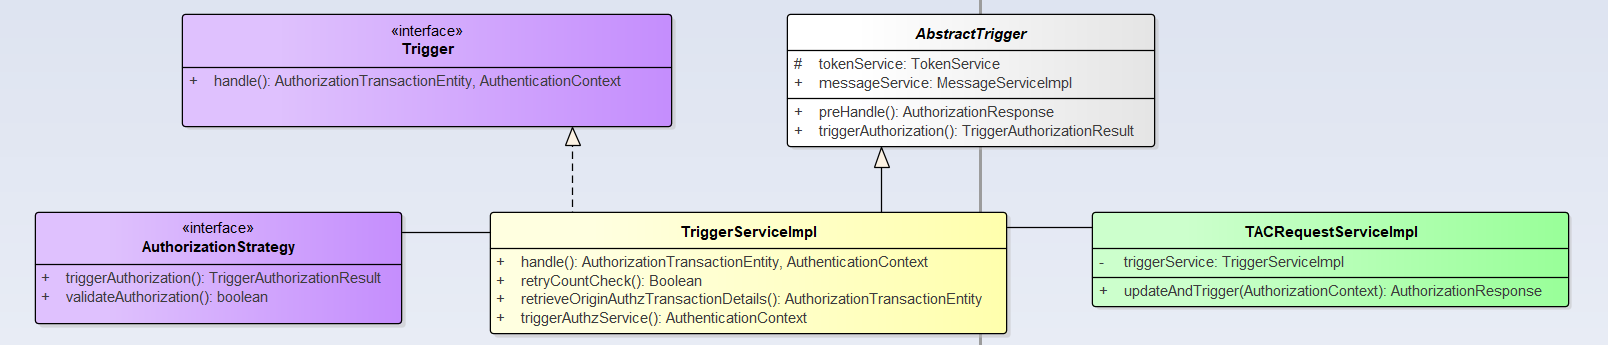 «interface»
Trigger
+ handle(): AuthorizationTransactionEntity, AuthenticationContext
AbstractTrigger
# tokenService: TokenService
+ messageService: MessageServiceImpl
+ preHandle(): AuthorizationResponse
+ triggerAuthorization(): TriggerAuthorizationResult
«interface»
AuthorizationStrategy
+ triggerAuthorization(): TriggerAuthorizationResult
+ validateAuthorization(): boolean
TriggerServiceImpl
+ handle(): AuthorizationTransactionEntity, AuthenticationContext
+ retryCountCheck(): Boolean
+ retrieveOriginAuthzTransactionDetails(): AuthorizationTransactionEntity
+ triggerAuthzService(): AuthenticationContext
TACRequestServiceImpl
- triggerService: TriggerServiceImpl
+ updateAndTrigger(AuthorizationContext): AuthorizationResponse